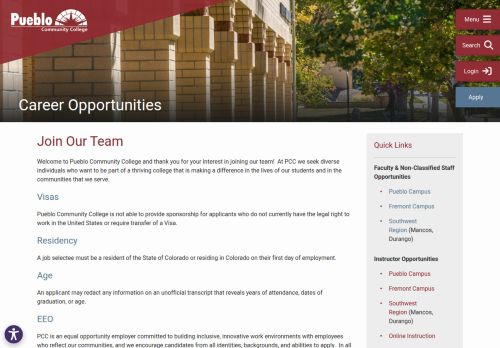 Pueblo
Community College
Menu
Search
Login
Apply
Career Opportunities
Join Our Team
Welcome to Pueblo Community College and thank you for your interest in joining our team!  At PCC we seek diverse
individuals who want to be part of a thriving college that is making a difference in the lives of our students and in the
communities that we serve.
Visas
Pueblo Community College is not able to provide sponsorship for applicants who do not currently have the legal right to
work in the United States or require transfer of a Visa.
Residency
A job selectee must be a resident of the State of Colorado or residing in Colorado on their first day of employment.
Age
An applicant may redact any information on an unofficial transcript that reveals years of attendance, dates
of graduation, or age.
EEO
PCC is an equal opportunity employer committed to building inclusive, innovative work environments with employees
who reflect our communities, and we encourage candidates from all identities, backgrounds, and abilities to apply  In all
Quick Links
Faculty & Non-Classified Staff
Opportunities
Pueblo Campus
Fremont Campus
Southwest
Region (Mancos,
Durango)
Instructor Opportunities
Pueblo Campus
Fremont Campus
Southwest
Region (Mancos,
Durango)
Online Instruction